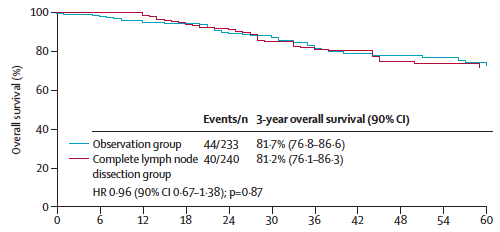 100
80
60
40
20
0
Overall survival (%)
Events/n 3-year overall survival (90% CI)
Observation group 44/233 81·7% (76·8–86·6)
Complete lymph node 40/240 81·2% (76·1–86·3)
dissection group
HR 0·96 (90% CI 0·67–1·38); p=0·87
0 6 12 18 24 30 36 42 48 54 60